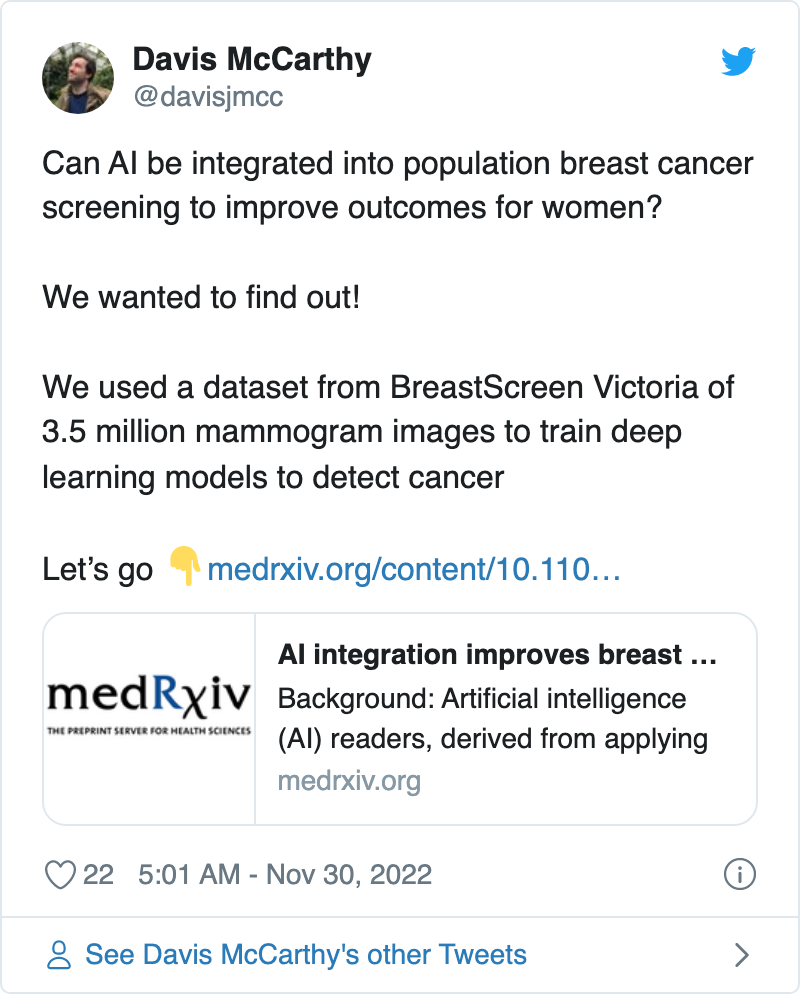 Davis McCarthy
@davisjmcc
Can AI be integrated into population breast cancer
screening to improve outcomes for women?
We wanted to find out!
We used a dataset from BreastScreen Victoria of
3.5 million mammogram images to train deep
learning models to detect cancer
Let’s go 👇 medrxiv.org/content/10.110…
medRxiv
THE PREPRINT SERVER FOR HEALTH SCIENCES
AI integration improves breast ...
Background: Artificial intelligence
(AI) readers, derived from applying
medrxiv.org
22 5:01 AM - Nov 30, 2022
See Davis McCarthy's other Tweets